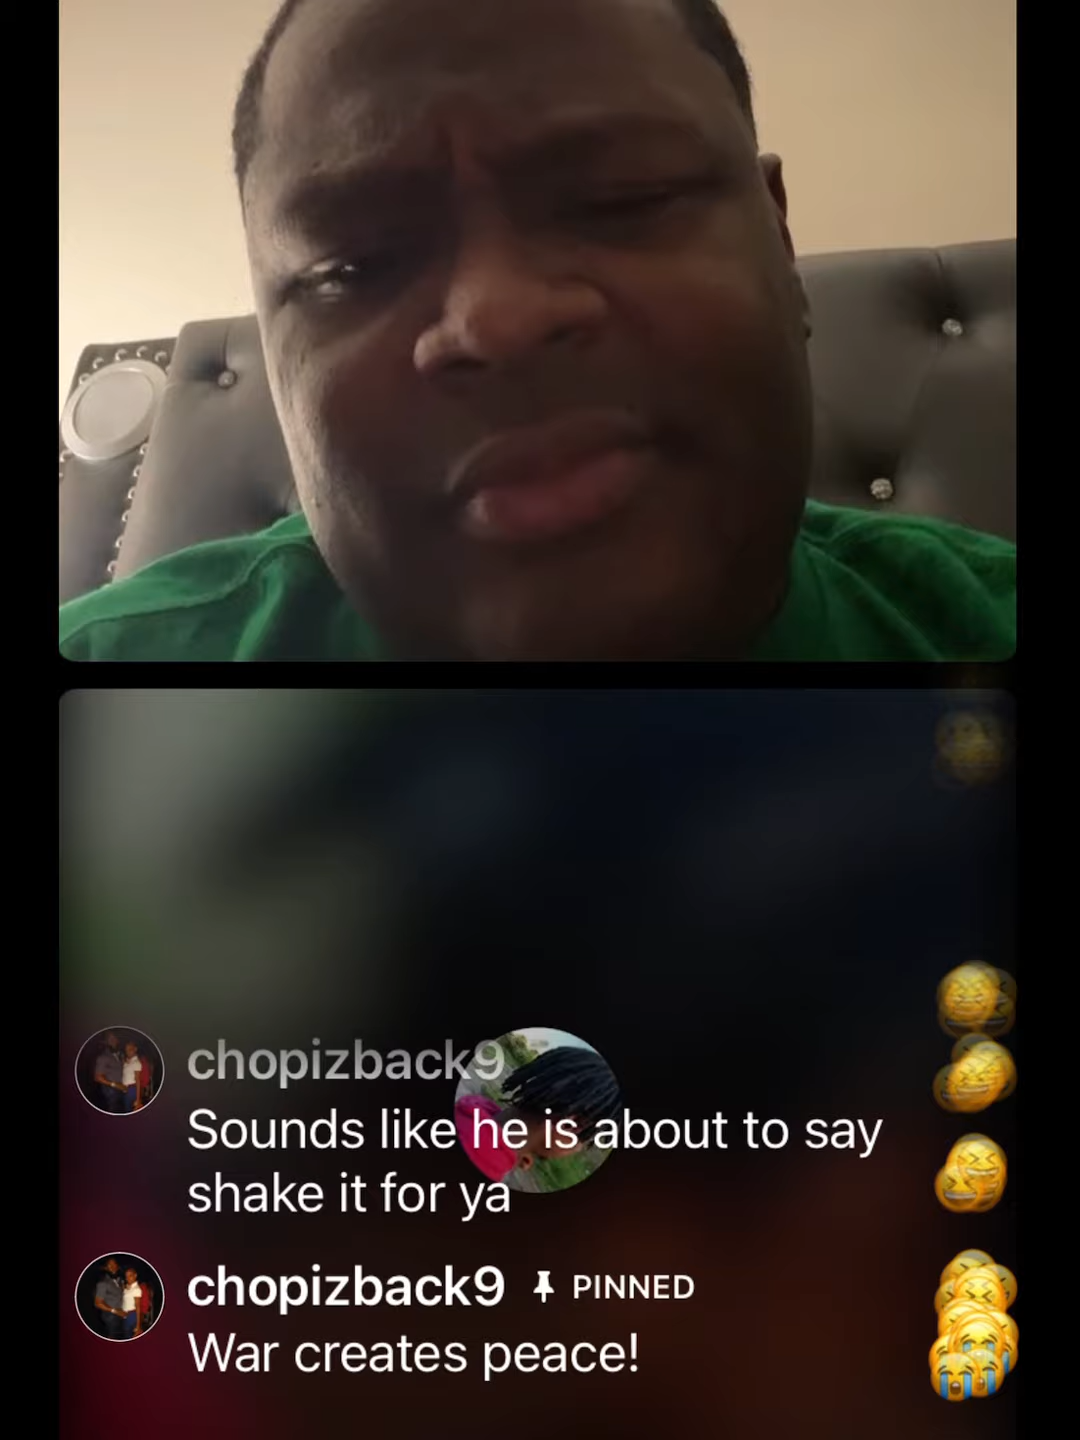 chopizback9
Sounds like he is about to say
shake it for ya
chopizback9 PINNED
War creates peace!